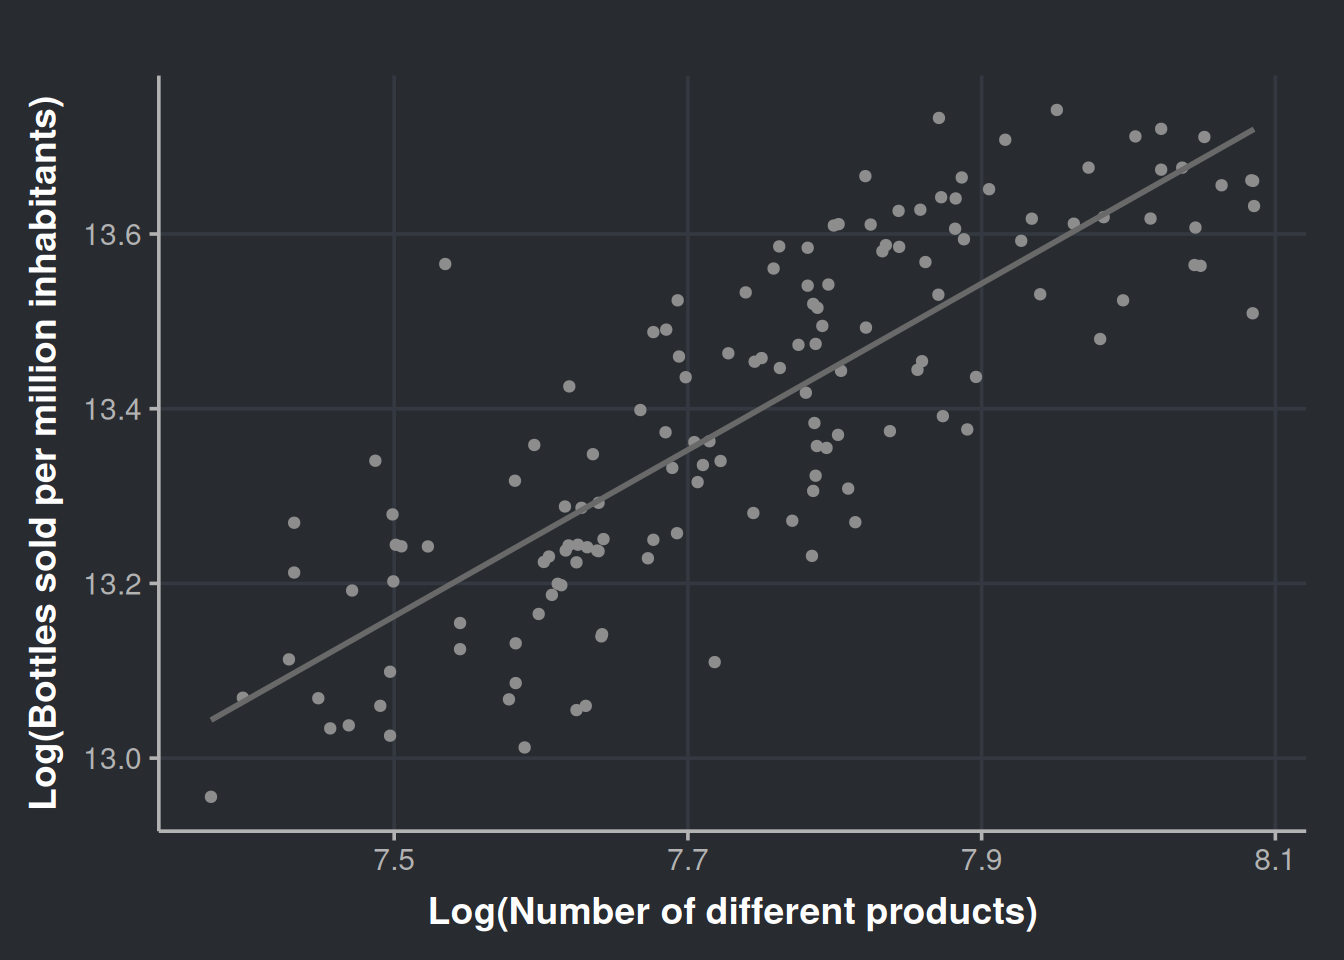 Log(Bottles sold per million inhabitants)
13.6
13.4
13.2
13.0
7.5 7.7 7.9 8.1
Log(Number of different products)